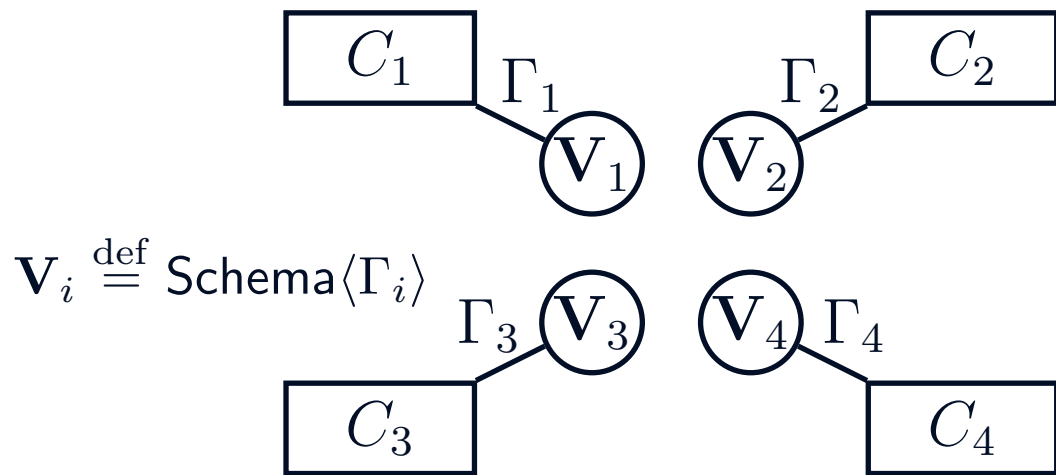 C₁ C₂
Γ₁ Γ₂
𝐕₁ 𝐕₂
𝐕ᵢ ≝ Schema⟨Γᵢ⟩
Γ₃ 𝐕₃ 𝐕₄ Γ₄
C₃ C₄